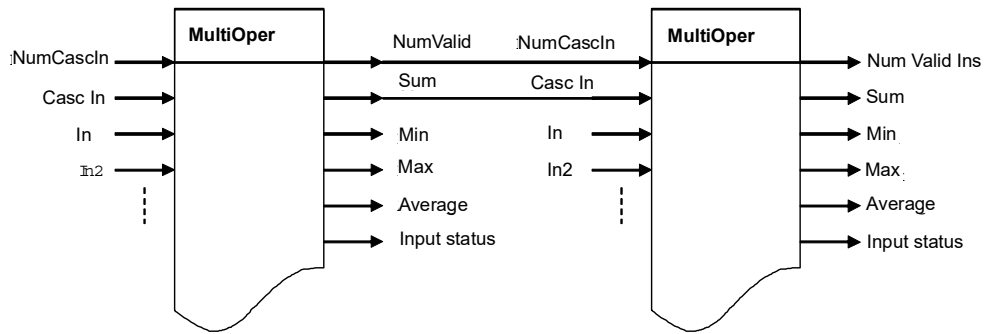 MultiOper MultiOper
NumCascIn NumValid NumCascIn Num Valid Ins
Casc In Sum Casc In Sum
In Min In Min
In2 Max In2 Max
Average Average
Input status Input status